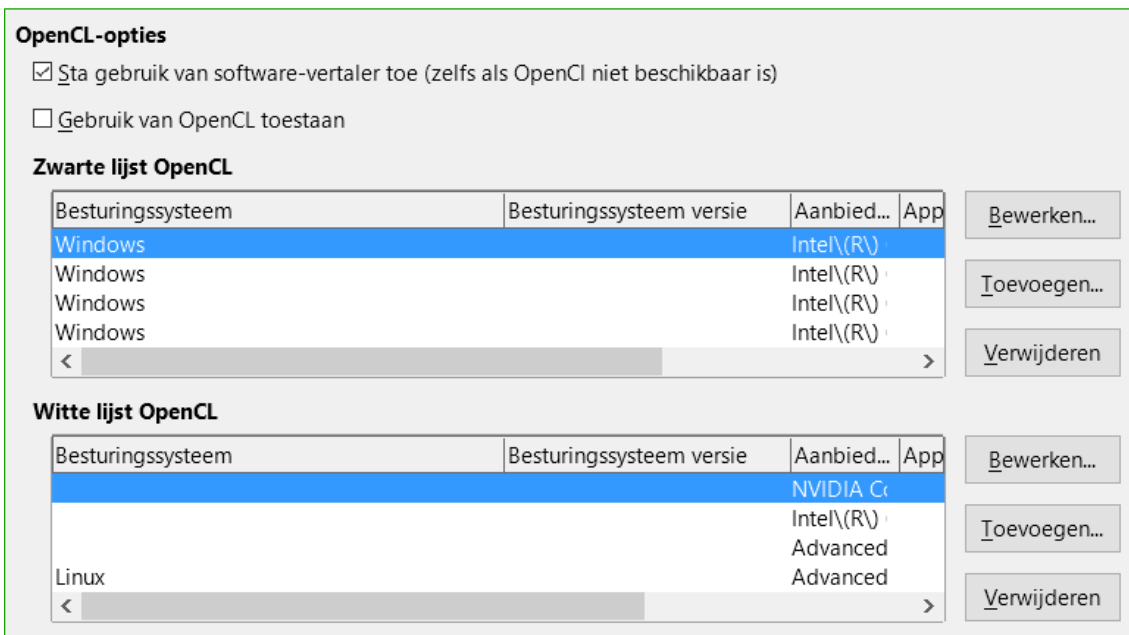 OpenCL-opties
Sta gebruik van software-vertaler toe (zelfs als OpenCl niet beschikbaar is)
Gebruik van OpenCL toestaan
Zwarte lijst OpenCL
Besturingssysteem Besturingssysteem versie Aanbied... App
Bewerken...
Windows Intel\(R\)
Windows Intel\(R\)
Toevoegen...
Windows Intel\(R\)
Windows Intel\(R\)
Verwijderen
Witte lijst OpenCL
Besturingssysteem Besturingssysteem versie Aanbied... App
Bewerken...
NVIDIA Co
Intel\(R\)
Toevoegen...
Advanced
Linux Advanced
Verwijderen